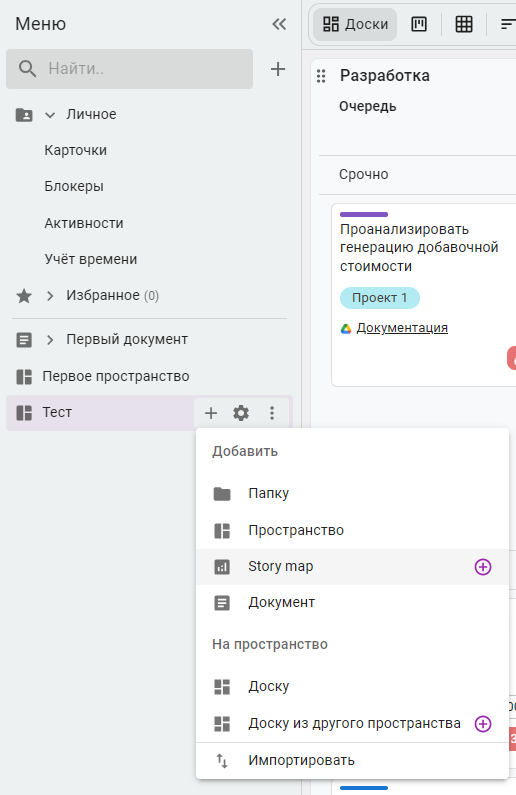 Меню
Найти..
Личное
Карточки
Блокеры
Активности
Учёт времени
Избранное (0)
Первый документ
Первое пространство
Тест
Доски
Разработка
Очередь
Срочно
Проанализировать
генерацию добавочной
стоимости
Проект 1
Документация
Добавить
Папку
Пространство
Story map
Документ
На пространство
Доску
Доску из другого пространства
Импортировать